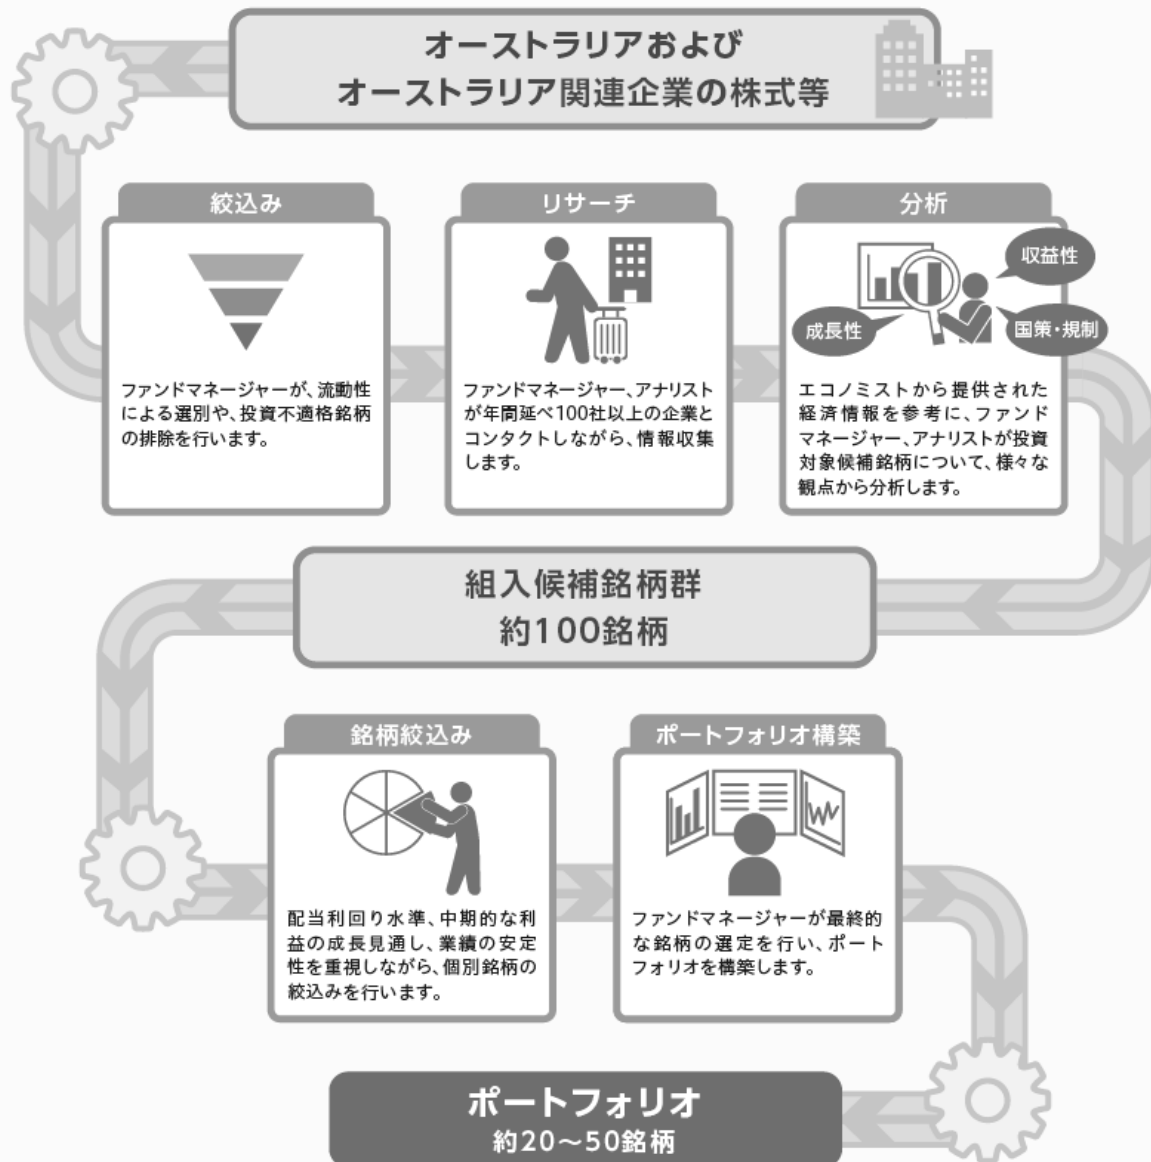 オーストラリアおよび
オーストラリア関連企業の株式等
絞込み
ファンドマネージャーが、流動性
による選別や、投資不適格銘柄
の排除を行います。
リサーチ
ファンドマネージャー、アナリスト
が年間延べ100社以上の企業と
コンタクトしながら、情報収集
します。
分析
収益性
成長性
国策・規制
エコノミストから提供された
経済情報を参考に、ファンド
マネージャー、アナリストが投資
対象候補銘柄について、様々な
観点から分析します。
組入候補銘柄群
約100銘柄
銘柄絞込み
配当利回り水準、中期的な利
益の成長見通し、業績の安定
性を重視しながら、個別銘柄の
絞込みを行います。
ポートフォリオ構築
ファンドマネージャーが最終的
な銘柄の選定を行い、ポート
フォリオを構築します。
ポートフォリオ
約20～50銘柄